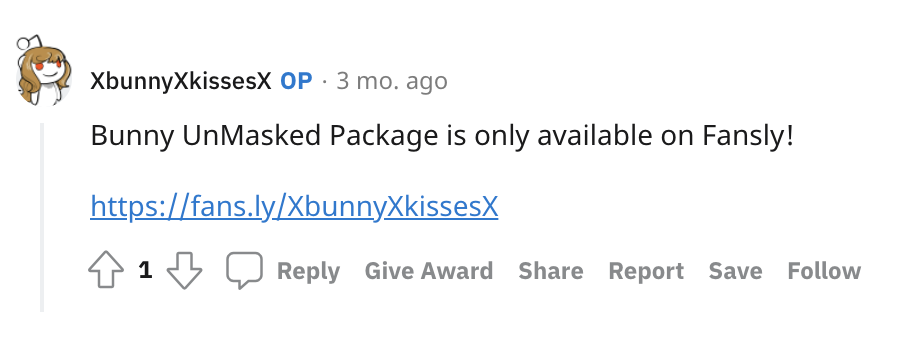 XbunnyXkissesX OP · 3 mo. ago
Bunny UnMasked Package is only available on Fansly!
https://fans.ly/XbunnyXkissesX
1 Reply Give Award Share Report Save Follow